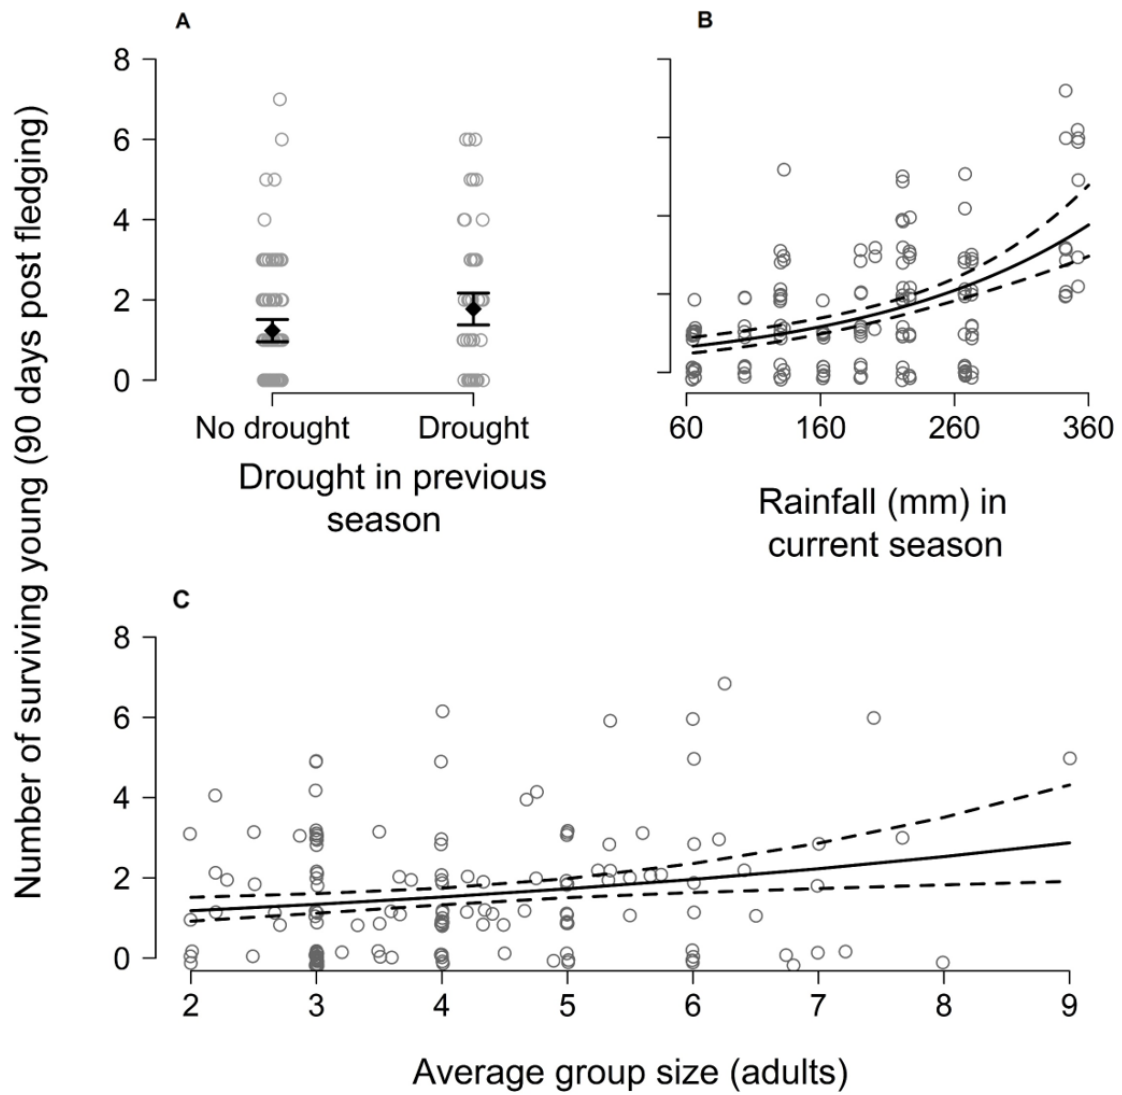 A
B
Number of surviving young (90 days post fledging)
8
6
4
2
0
No drought
Drought
Drought in previous
season
60
160
260
360
Rainfall (mm) in
current season
C
8
6
4
2
0
2
3
4
5
6
7
8
9
Average group size (adults)